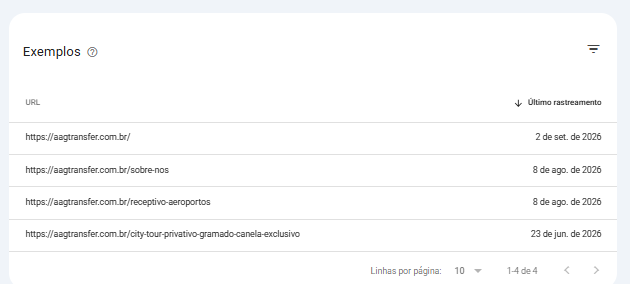 Exemplos
URL Último rastreamento
https://aagtransfer.com.br/ 2 de set. de 2026
https://aagtransfer.com.br/sobre-nos 8 de ago. de 2026
https://aagtransfer.com.br/receptivo-aeroportos 8 de ago. de 2026
https://aagtransfer.com.br/city-tour-privativo-gramado-canela-exclusivo 23 de jun. de 2026
Linhas por página: 10 1-4 de 4